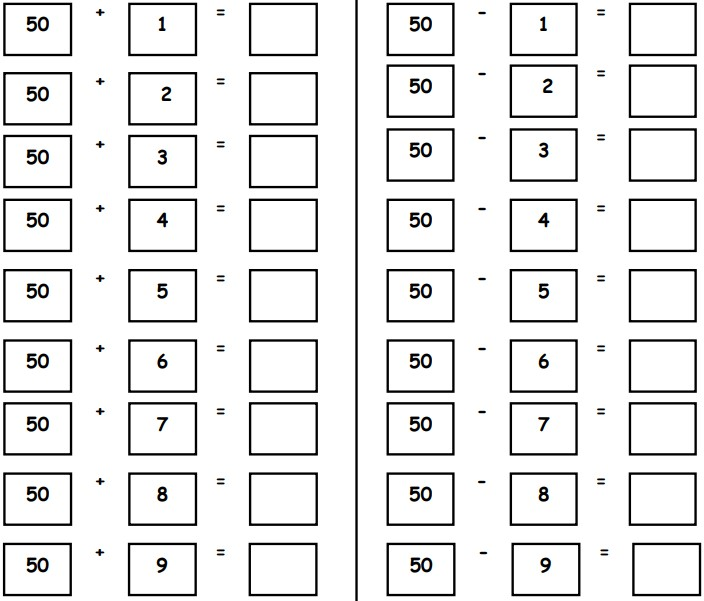 50 + 1 = 50 - 1 =
50 + 2 = 50 - 2 =
50 + 3 = 50 - 3 =
50 + 4 = 50 - 4 =
50 + 5 = 50 - 5 =
50 + 6 = 50 - 6 =
50 + 7 = 50 - 7 =
50 + 8 = 50 - 8 =
50 + 9 = 50 - 9 =